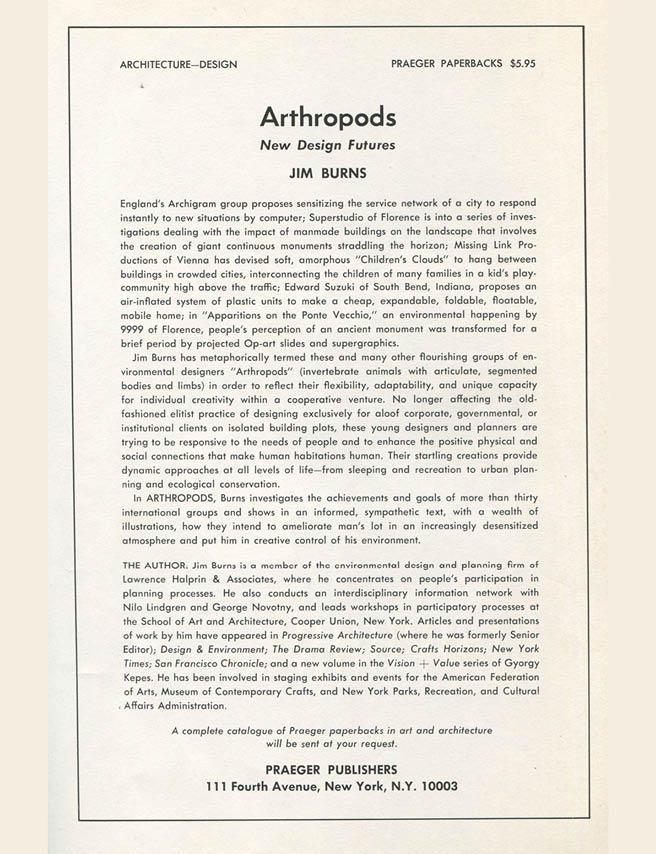 ARCHITECTURE—DESIGN PRAEGER PAPERBACKS $5.95
Arthropods
New Design Futures
JIM BURNS
England's Archigram group proposes sensitizing the service network of a city to respond
instantly to new situations by computer; Superstudio of Florence is into a series of inves-
tigations dealing with the impact of manmade buildings on the landscape that involves
the creation of giant continuous monuments straddling the horizon; Missing Link Pro-
ductions of Vienna has devised soft, amorphous "Children's Clouds" to hang between
buildings in crowded cities, interconnecting the children of many families in a kid's play-
community high above the traffic; Edward Suzuki of South Bend, Indiana, proposes an
air-inflated system of plastic units to make a cheap, expandable, foldable, floatable,
mobile home; in "Apparitions on the Ponte Vecchio," an environmental happening by
9999 of Florence, people's perception of an ancient monument was transformed for a
brief period by projected Op-art slides and supergraphics.
Jim Burns has metaphorically termed these and many other flourishing groups of en-
vironmental designers "Arthropods" (invertebrate animals with articulate, segmented
bodies and limbs) in order to reflect their flexibility, adaptability, and unique capacity
for individual creativity within a cooperative venture. No longer affecting the old-
fashioned elitist practice of designing exclusively for aloof corporate, governmental, or
institutional clients on isolated building plots, these young designers and planners are
trying to be responsive to the needs of people and to enhance the positive physical and
social connections that make human habitations human. Their startling creations provide
dynamic approaches at all levels of life—from sleeping and recreation to urban plan-
ning and ecological conservation.
In ARTHROPODS, Burns investigates the achievements and goals of more than thirty
international groups and shows in an informed, sympathetic text, with a wealth of
illustrations, how they intend to ameliorate man's lot in an increasingly desensitized
atmosphere and put him in creative control of his environment.
THE AUTHOR. Jim Burns is a member of the environmental design and planning firm of
Lawrence Halprin & Associates, where he concentrates on people's participation in
planning processes. He also conducts an interdisciplinary information network with
Nilo Lindgren and George Novotny, and leads workshops in participatory processes at
the School of Art and Architecture, Cooper Union, New York. Articles and presentations
of work by him have appeared in Progressive Architecture (where he was formerly Senior
Editor); Design & Environment; The Drama Review; Source; Crafts Horizons; New York
Times; San Francisco Chronicle; and a new volume in the Vision + Value series of Gyorgy
Kepes. He has been involved in staging exhibits and events for the American Federation
of Arts, Museum of Contemporary Crafts, and New York Parks, Recreation, and Cultural
Affairs Administration.
A complete catalogue of Praeger paperbacks in art and architecture
will be sent at your request.
PRAEGER PUBLISHERS
111 Fourth Avenue, New York, N.Y. 10003